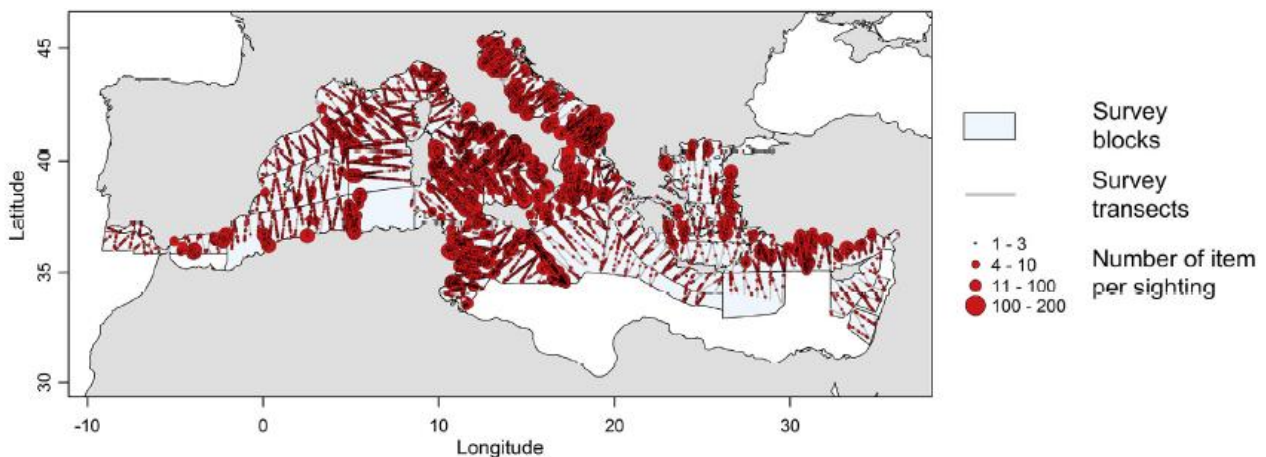 45
40
35
30
Latitude
-10
0
10
20
30
Longitude
Survey
blocks
Survey
transects
1 - 3
4 - 10
11 - 100
100 - 200
Number of item
per sighting